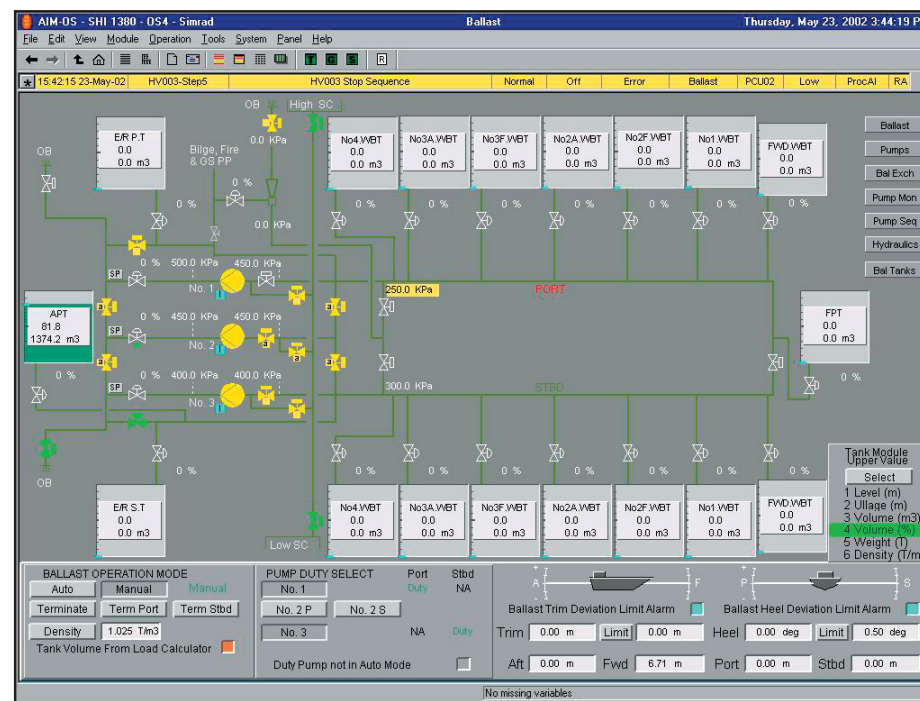 AIM-OS - SHI 1380 - OS4 - Simrad Ballast Thursday, May 23, 2002 3:44:19 P
File Edit View Module Operation Tools System Panel Help
T G S R
* 15:42:15 23-May-02 HV003-Step5 HV003 Stop Sequence Normal Off Error Ballast PCU02 Low ProcAl RA
OB High SC
E/R P.T
0.0
0.0 m3
OB
Bilge, Fire
& GS PP
0.0 KPa
0 %
0 %
0.0 KPa
No4.WBT No3A.WBT No3F.WBT No2A.WBT No2F.WBT No1.WBT FWD.WBT
0.0 0.0 0.0 0.0 0.0 0.0 0.0
0.0 m3 0.0 m3 0.0 m3 0.0 m3 0.0 m3 0.0 m3 0.0 m3
0 % 0 % 0 % 0 % 0 % 0 % 0 %
Ballast
Pumps
Bal Exch
Pump Mon
Pump Seq
Hydraulics
Bal Tanks
0 % 500.0 KPa 450.0 KPa
SP
No. 1 I
250.0 KPa PORT
a a
APT
81.8
1374.2 m3
0 % 450.0 KPa 450.0 KPa
SP
No. 2 I a a
FPT
0.0
0.0 m3
a a
0 % 0 % 400.0 KPa 400.0 KPa
SP
No. 3 I
300.0 KPa STBD
0 %
OB
0 %
0 % 0 % 0 % 0 % 0 % 0 % 0 %
E/R S.T
0.0
0.0 m3
Low SC
No4.WBT No3A.WBT No3F.WBT No2A.WBT No2F.WBT No1.WBT FWD.WBT
0.0 0.0 0.0 0.0 0.0 0.0 0.0
0.0 m3 0.0 m3 0.0 m3 0.0 m3 0.0 m3 0.0 m3 0.0 m3
Tank Module
Upper Value
Select
1 Level (m)
2 Ullage (m)
3 Volume (m3)
4 Volume (%)
5 Weight (T)
6 Density (T/m
BALLAST OPERATION MODE
Auto Manual Manual
Terminate Term Port Term Stbd
Density 1.025 T/m3
Tank Volume From Load Calculator
PUMP DUTY SELECT Port Stbd
No. 1 Duty NA
No. 2 P No. 2 S
No. 3 NA Duty
Duty Pump not in Auto Mode
+ A - F
Ballast Trim Deviation Limit Alarm
Trim 0.00 m Limit 0.00 m
Aft 0.00 m Fwd 6.71 m
+ P - S
Ballast Heel Deviation Limit Alarm
Heel 0.00 deg Limit 0.50 deg
Port 0.00 m Stbd 0.00 m
No missing variables